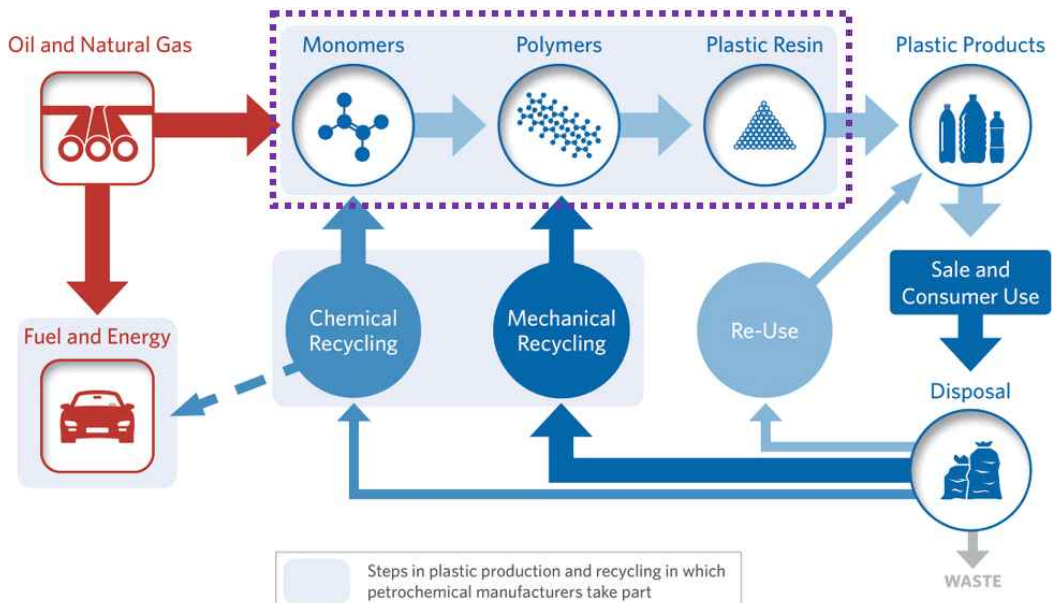 Oil and Natural Gas
Monomers
Polymers
Plastic Resin
Plastic Products
Fuel and Energy
Chemical
Recycling
Mechanical
Recycling
Re-Use
Sale and
Consumer Use
Disposal
WASTE
Steps in plastic production and recycling in which
petrochemical manufacturers take part